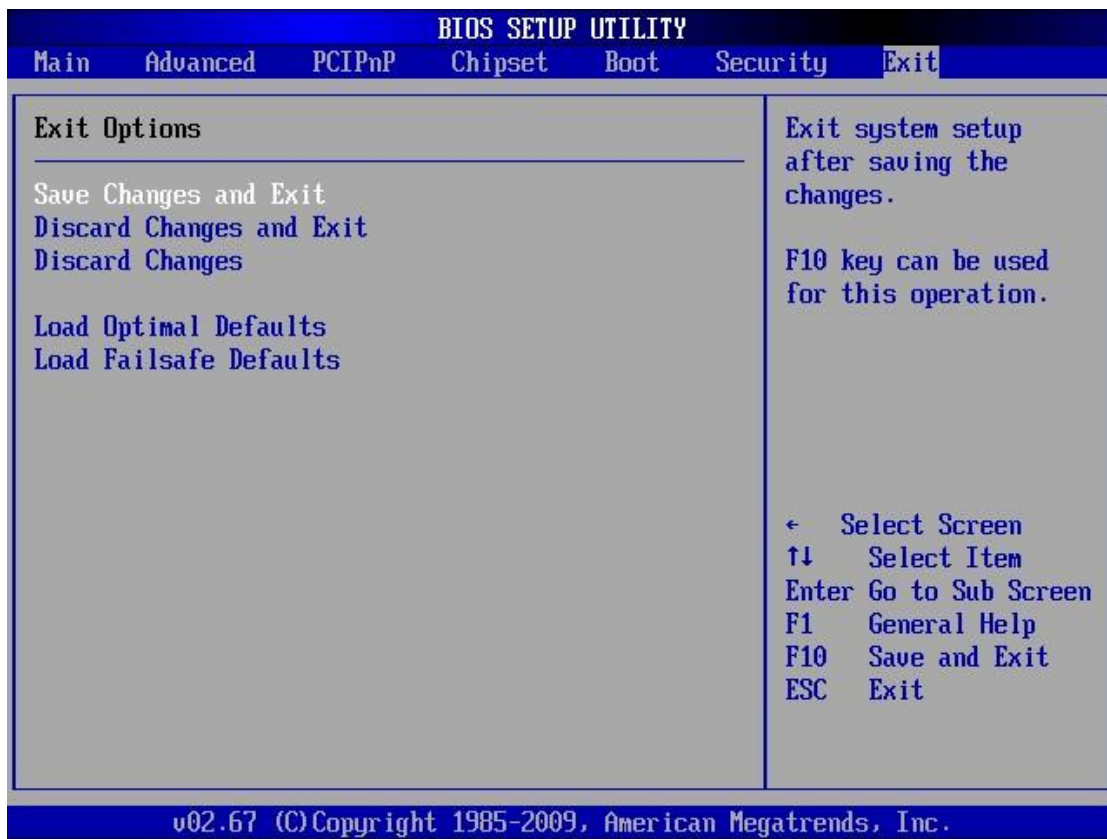 BIOS SETUP UTILITY
Main Advanced PCIPnP Chipset Boot Security Exit
Exit Options
Save Changes and Exit
Discard Changes and Exit
Discard Changes
Load Optimal Defaults
Load Failsafe Defaults
Exit system setup
after saving the
changes.
F10 key can be used
for this operation.
← Select Screen
↑↓ Select Item
Enter Go to Sub Screen
F1 General Help
F10 Save and Exit
ESC Exit
v02.67 (C)Copyright 1985-2009, American Megatrends, Inc.